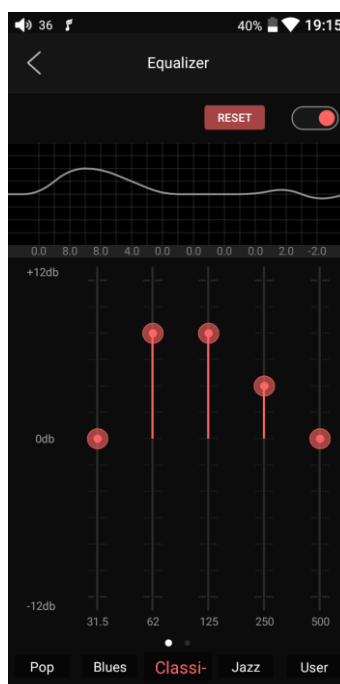 36 40% 19:15
Equalizer
RESET
0.0 8.0 8.0 4.0 0.0 0.0 0.0 0.0 2.0 -2.0
+12db
0db
-12db
31.5 62 125 250 500
Pop Blues Classi- Jazz User